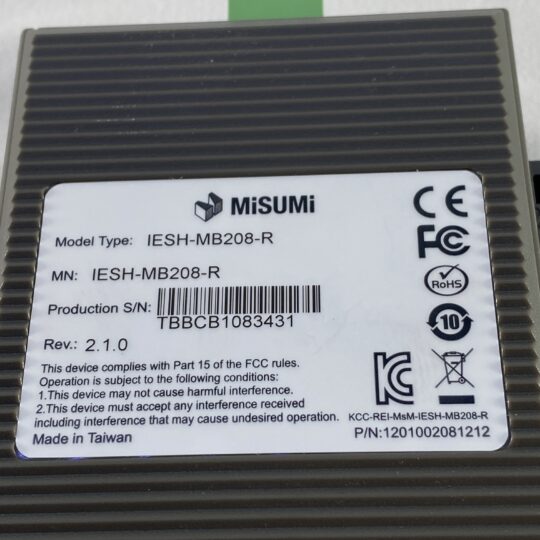 MiSUMi
CE
FC
Model Type: IESH-MB208-R
MN: IESH-MB208-R
RoHS
Production S/N:
TBBCB1083431
10
Rev.: 2.1.0
This device complies with Part 15 of the FCC rules.
Operation is subject to the following conditions:
1.This device may not cause harmful interference.
2.This device must accept any interference received
including interference that may cause undesired operation.
Made in Taiwan
KC
KCC-REI-MsM-IESH-MB208-R
P/N:1201002081212